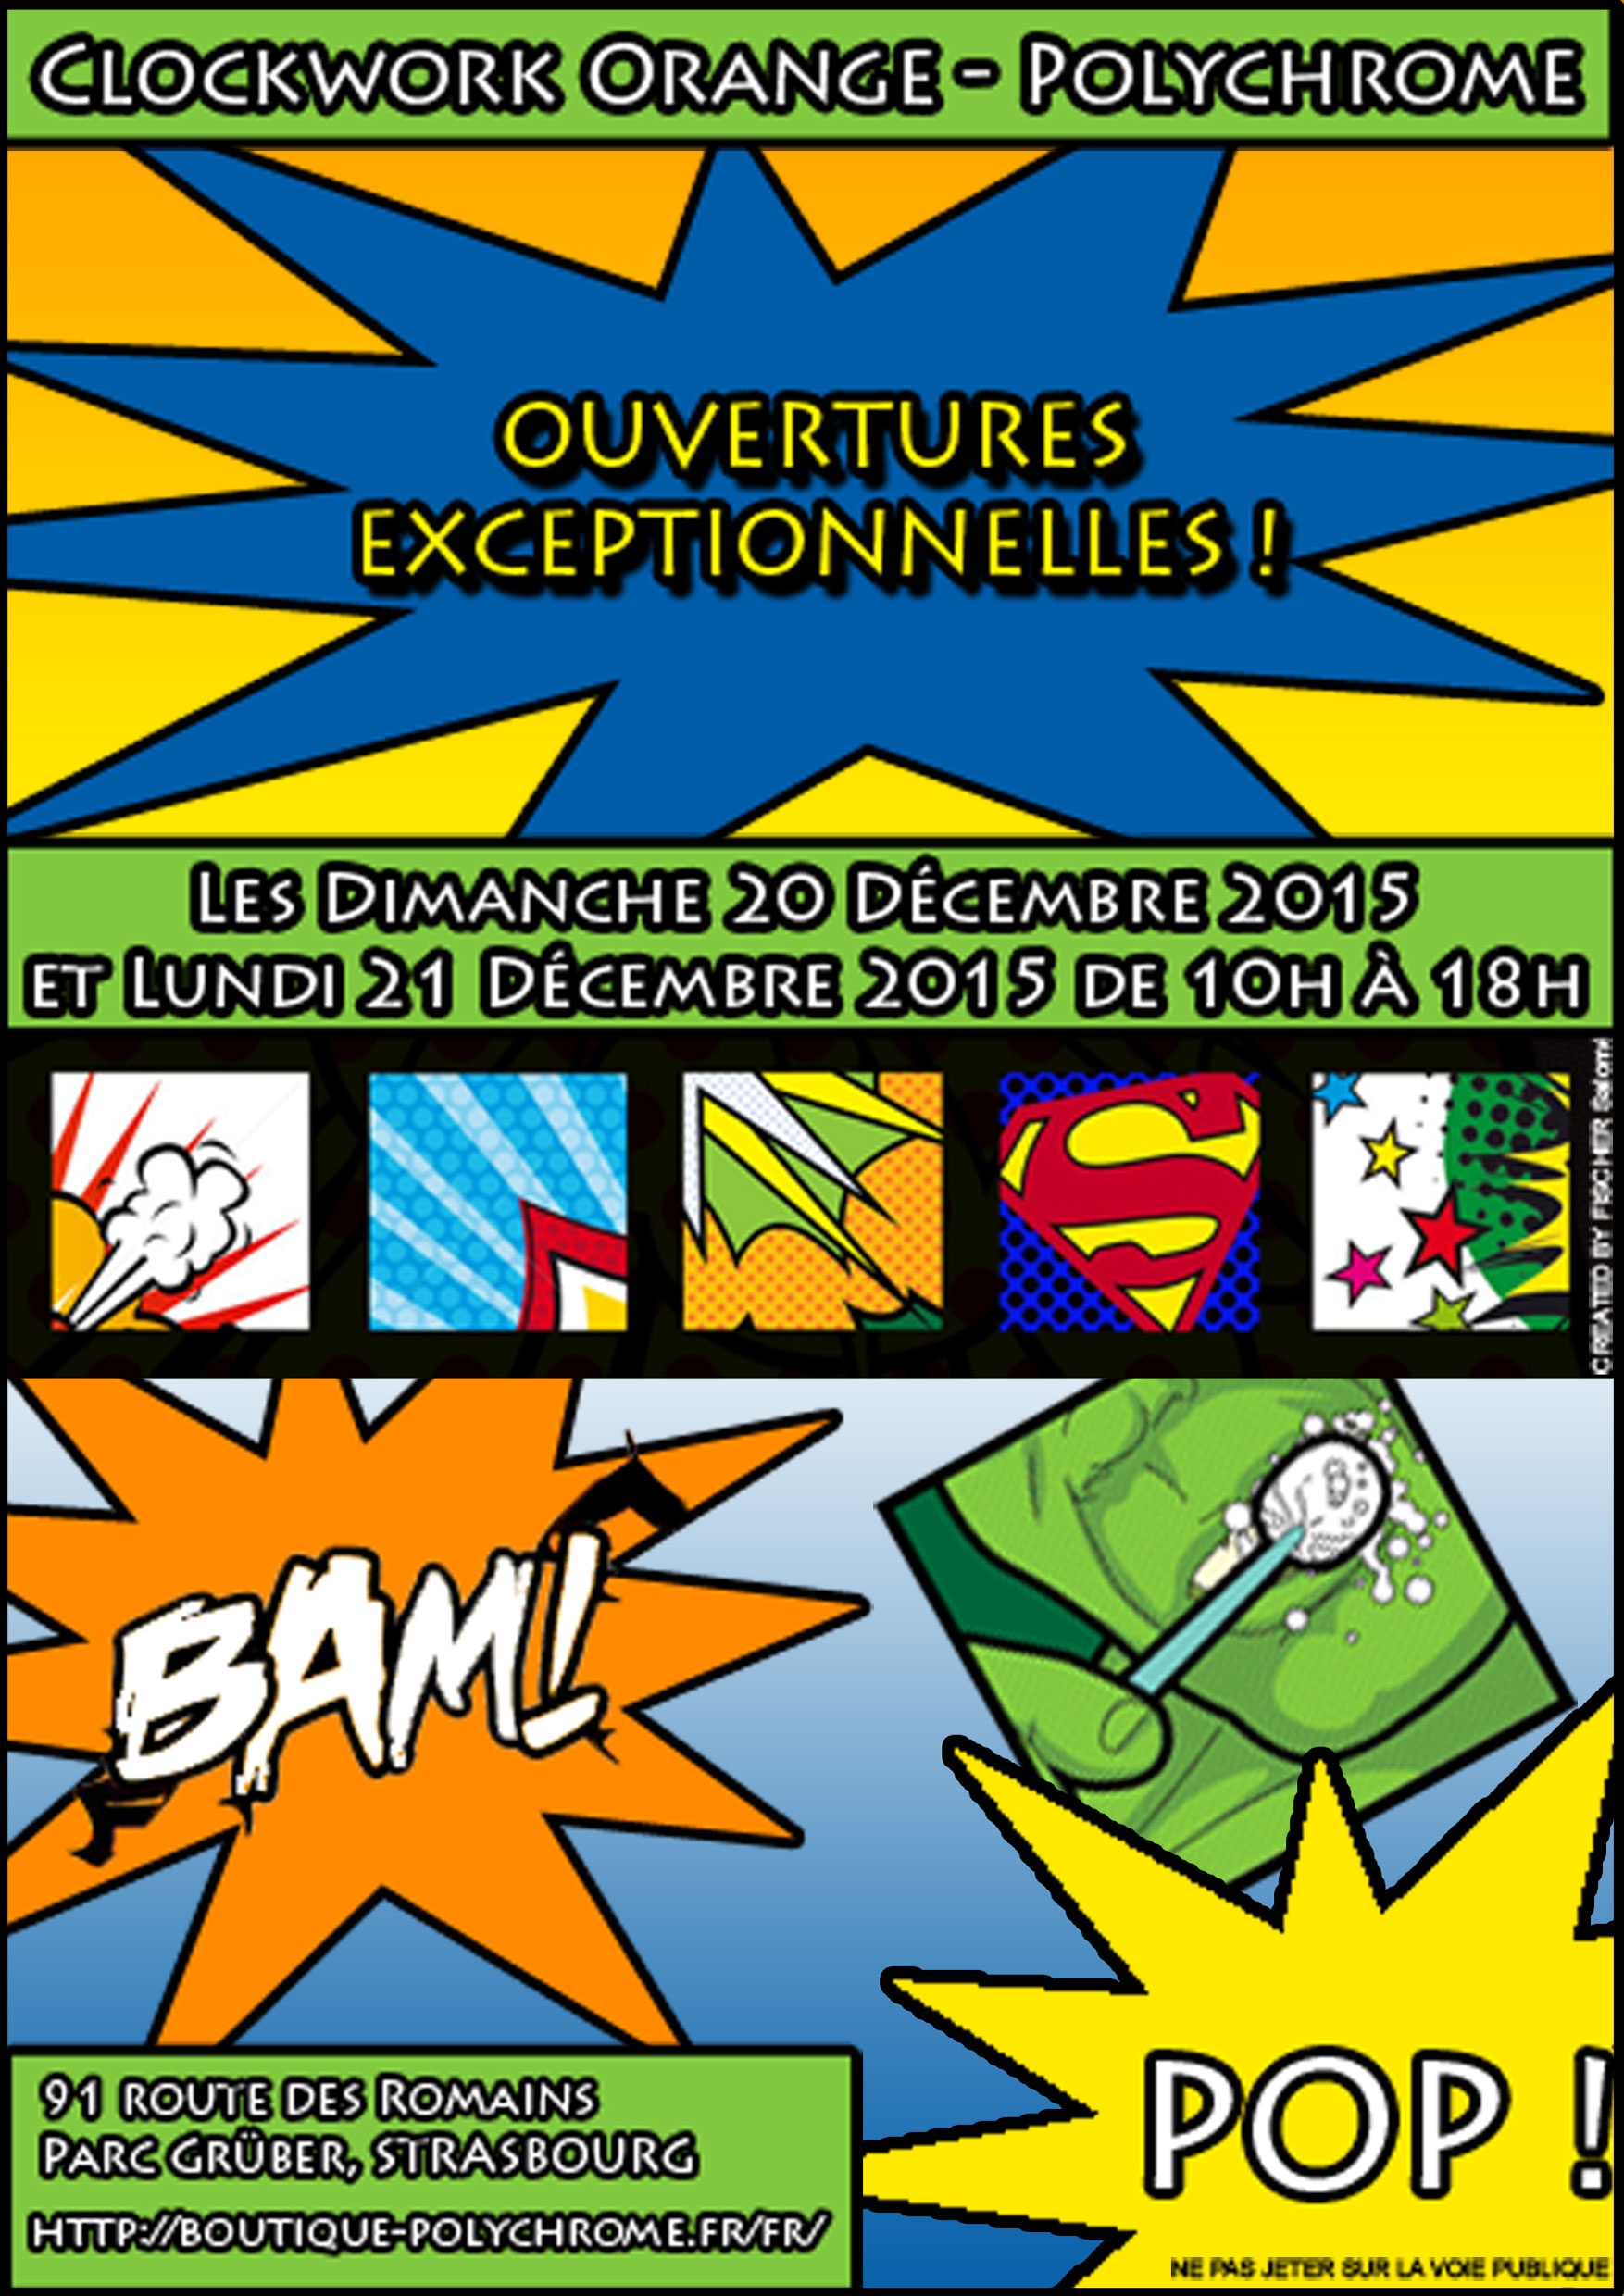 Clockwork Orange - Polychrome
OUVERTURES
EXCEPTIONNELLES !
Les Dimanche 20 Décembre 2015
et Lundi 21 Décembre 2015 de 10h à 18h
S
CREATED BY FISCHER Salomé
BAM!
91 route des Romains
Parc Grüber, STRASBOURG
http://boutique-polychrome.fr/fr/
POP !
NE PAS JETER SUR LA VOIE PUBLIQUE